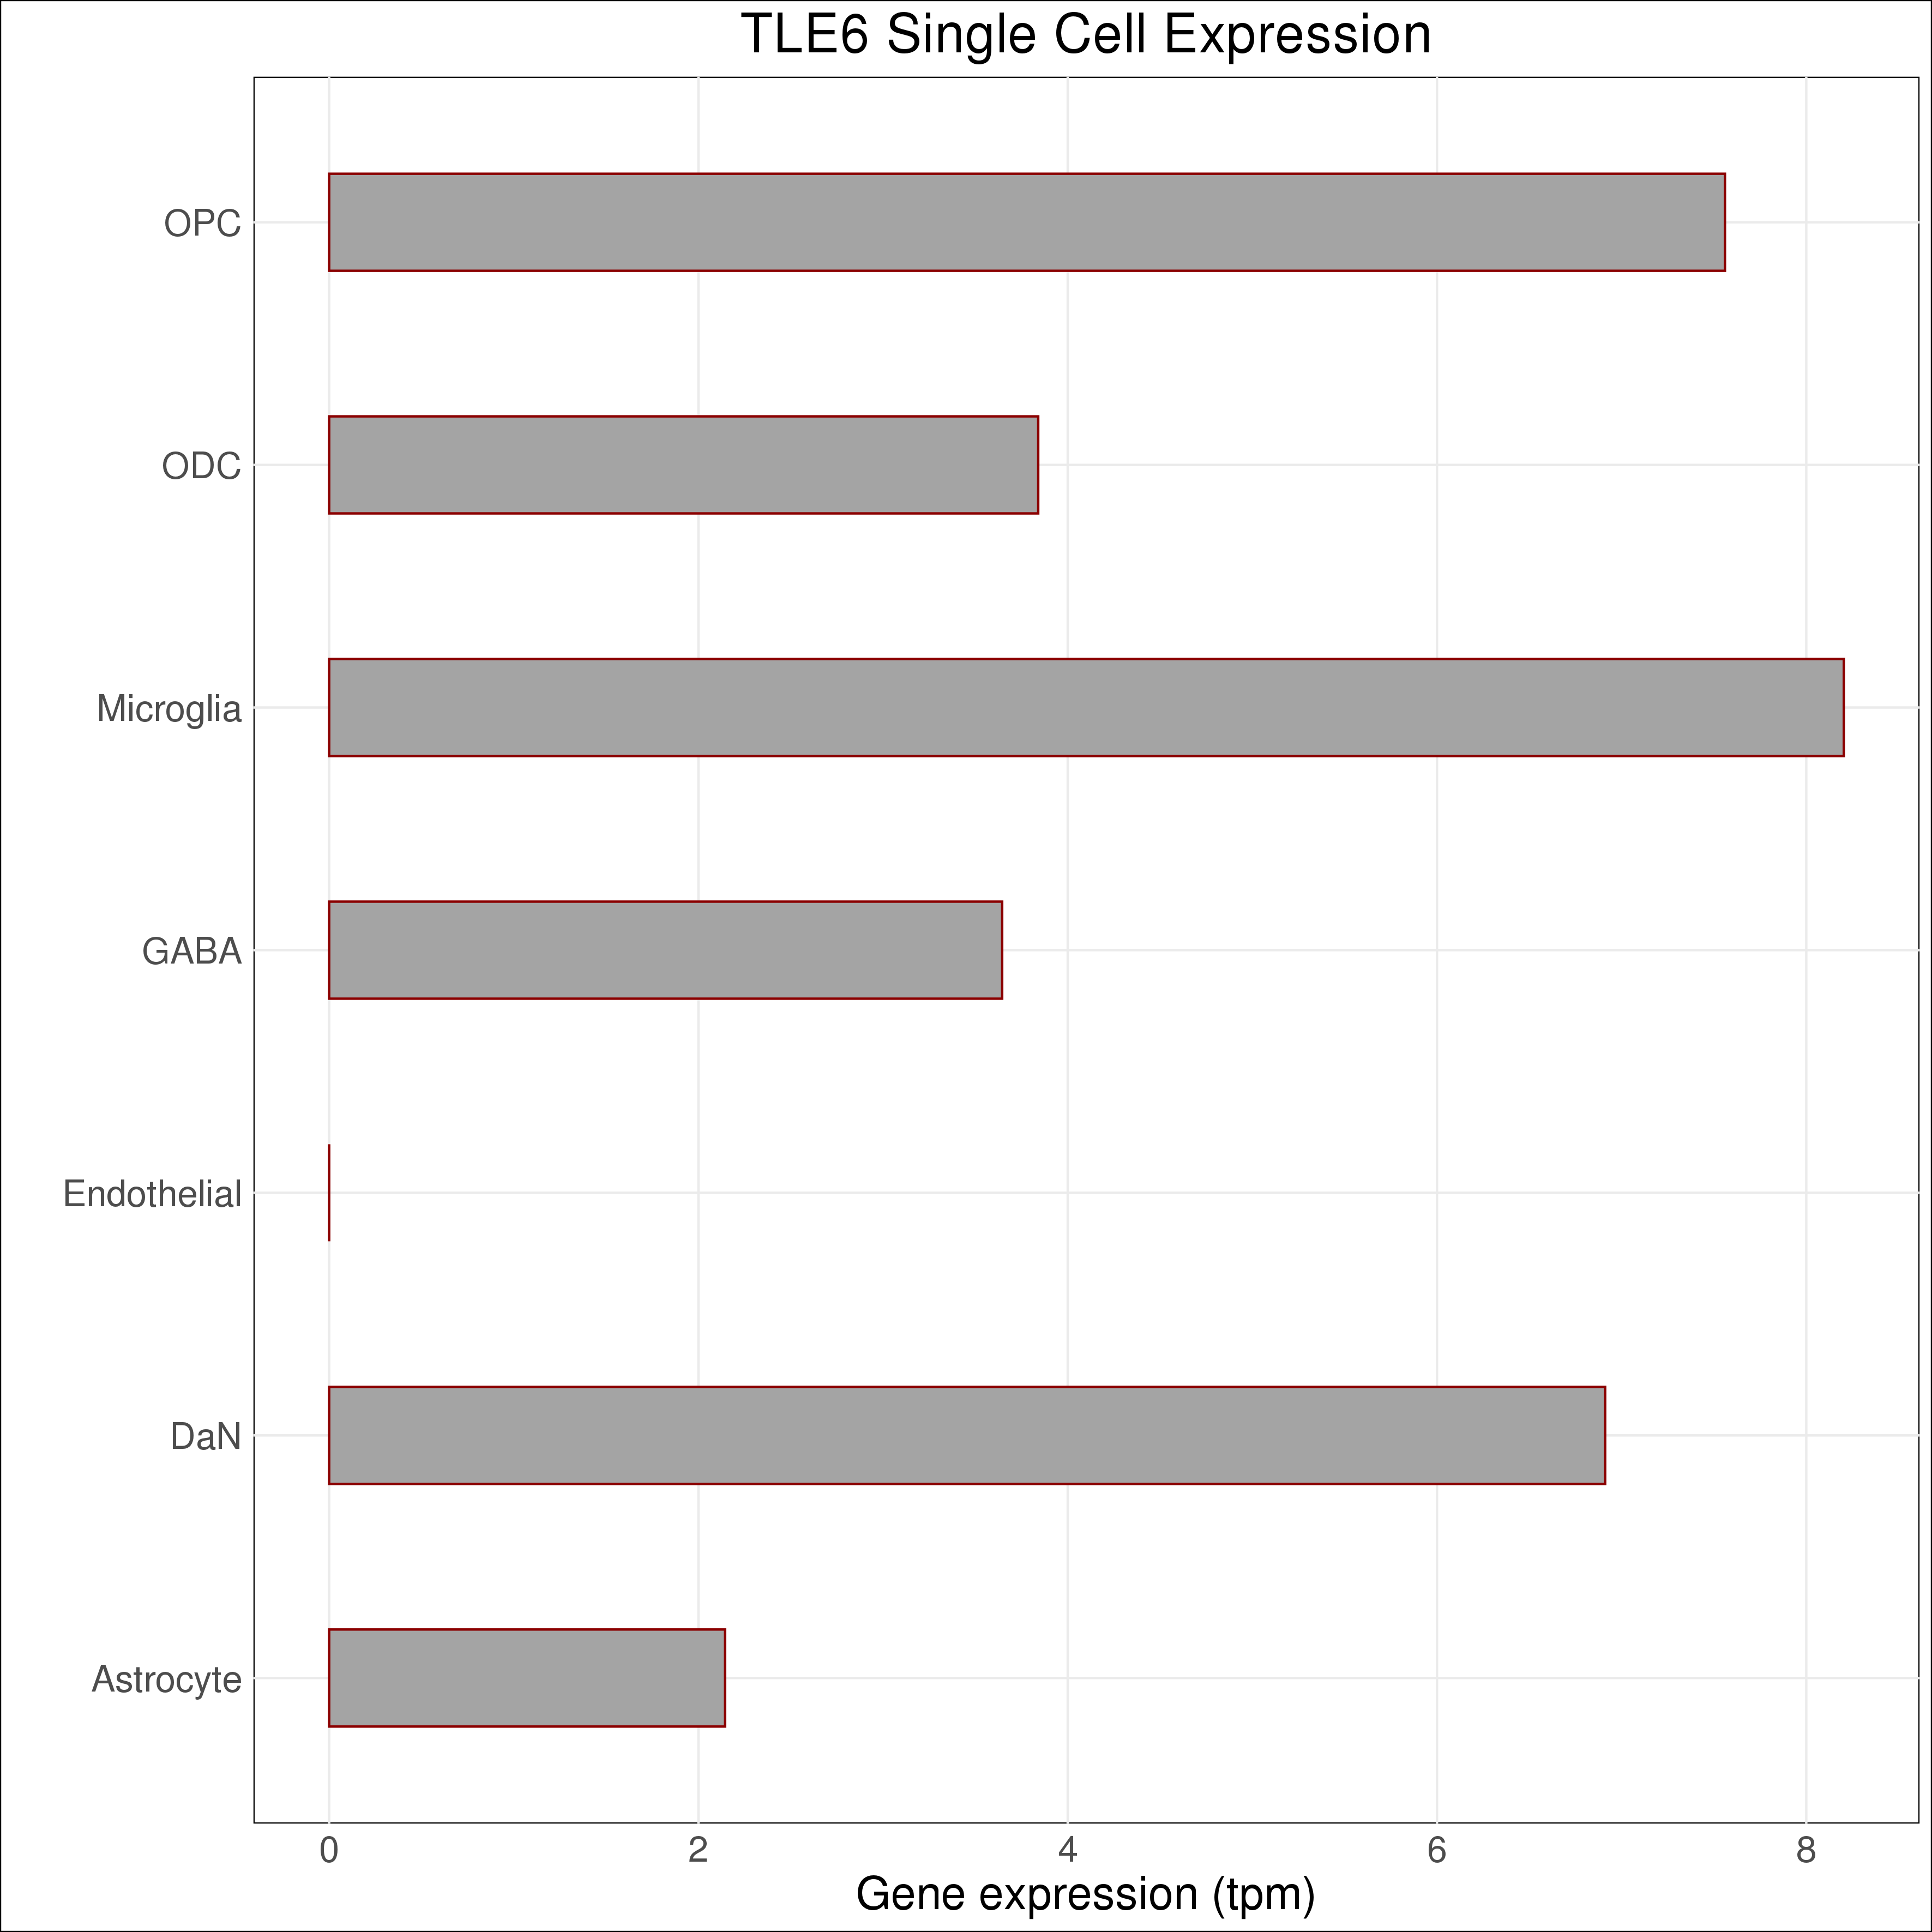 TLE6 Single Cell Expression
OPC
ODC
Microglia
GABA
Endothelial
DaN
Astrocyte
0 2 4 6 8
Gene expression (tpm)